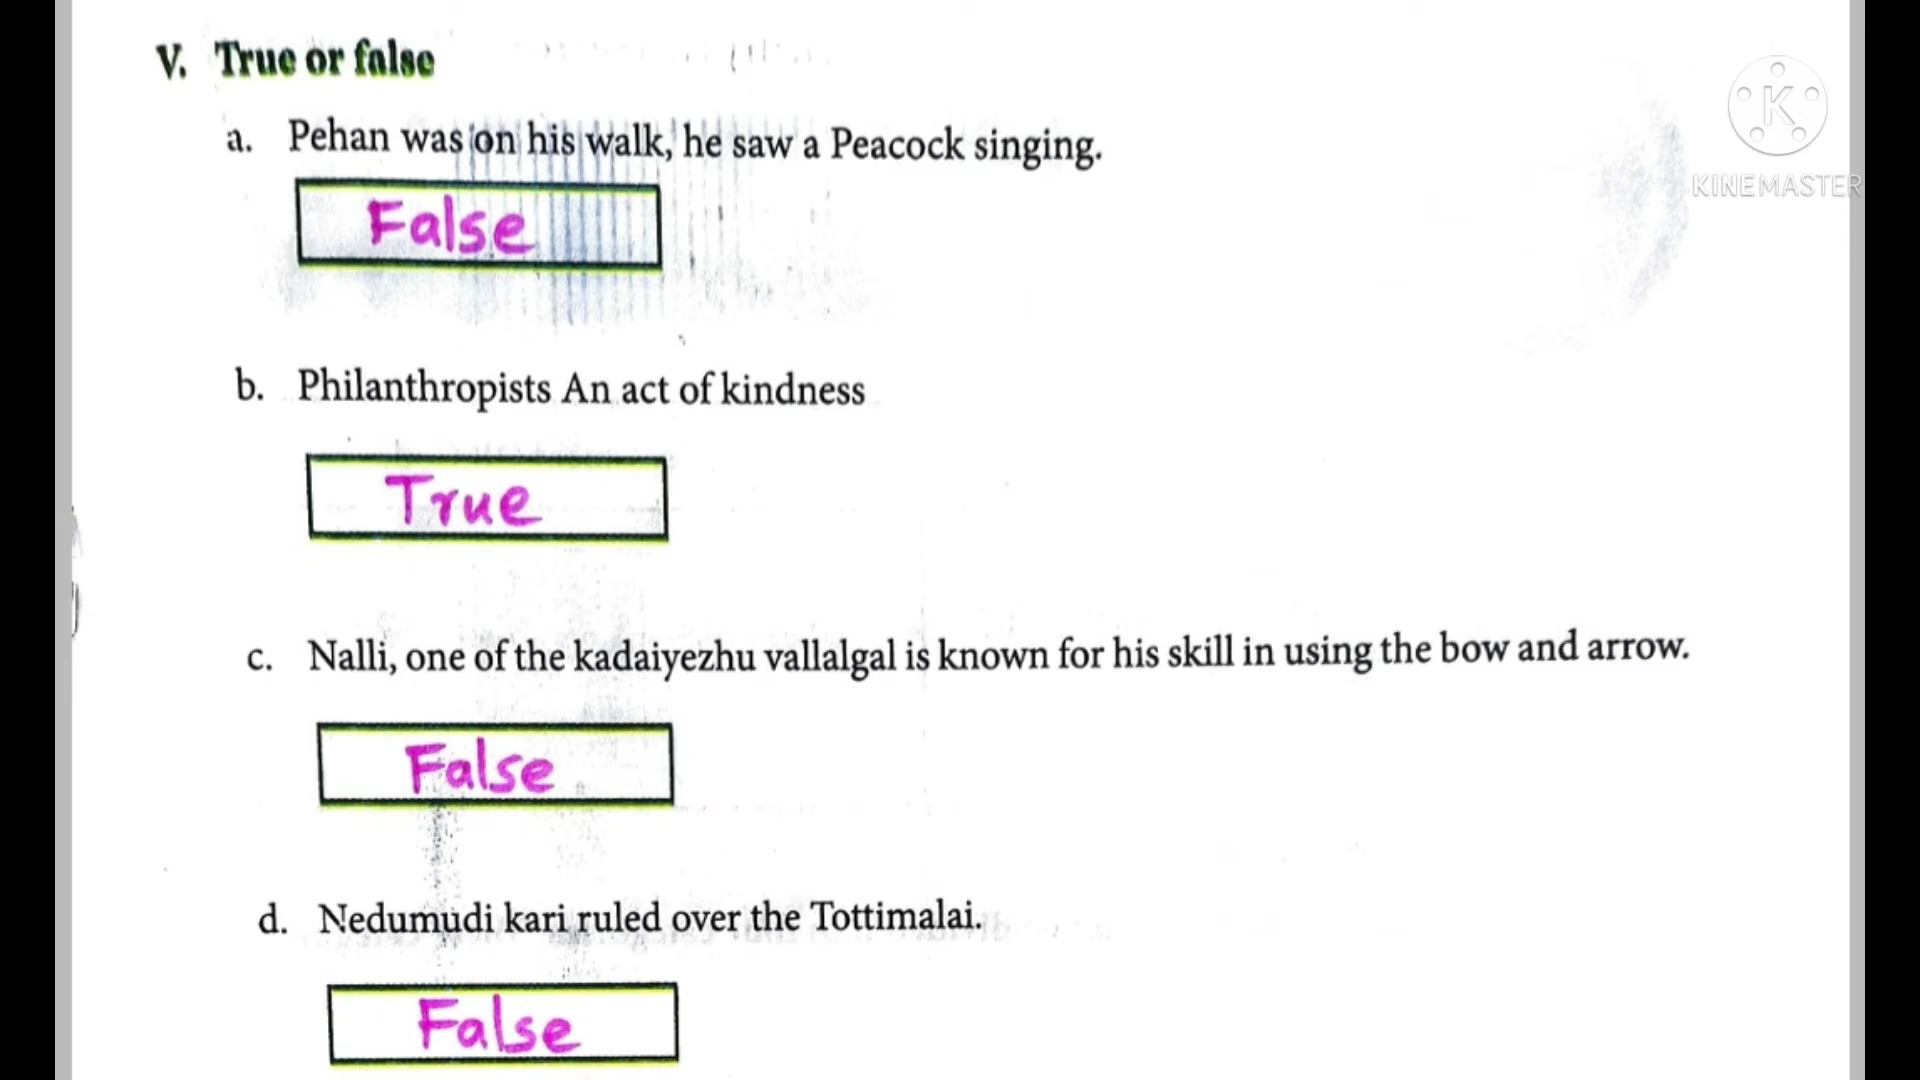 V. True or false
a. Pehan was on his walk, he saw a Peacock singing.
False
b. Philanthropists An act of kindness
True
c. Nalli, one of the kadaiyezhu vallalgal is known for his skill in using the bow and arrow.
False
d. Nedumudi kari ruled over the Tottimalai.
False
K
KINEMASTER